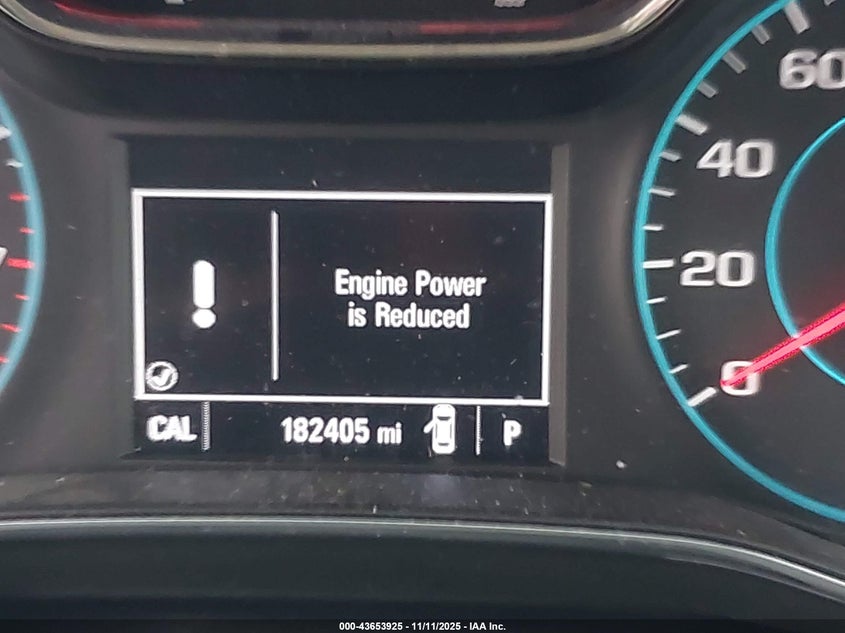 60
40
20
0
Engine Power
is Reduced
CAL
182405 mi
P
000-43653925 - 11/11/2025 - IAA Inc.